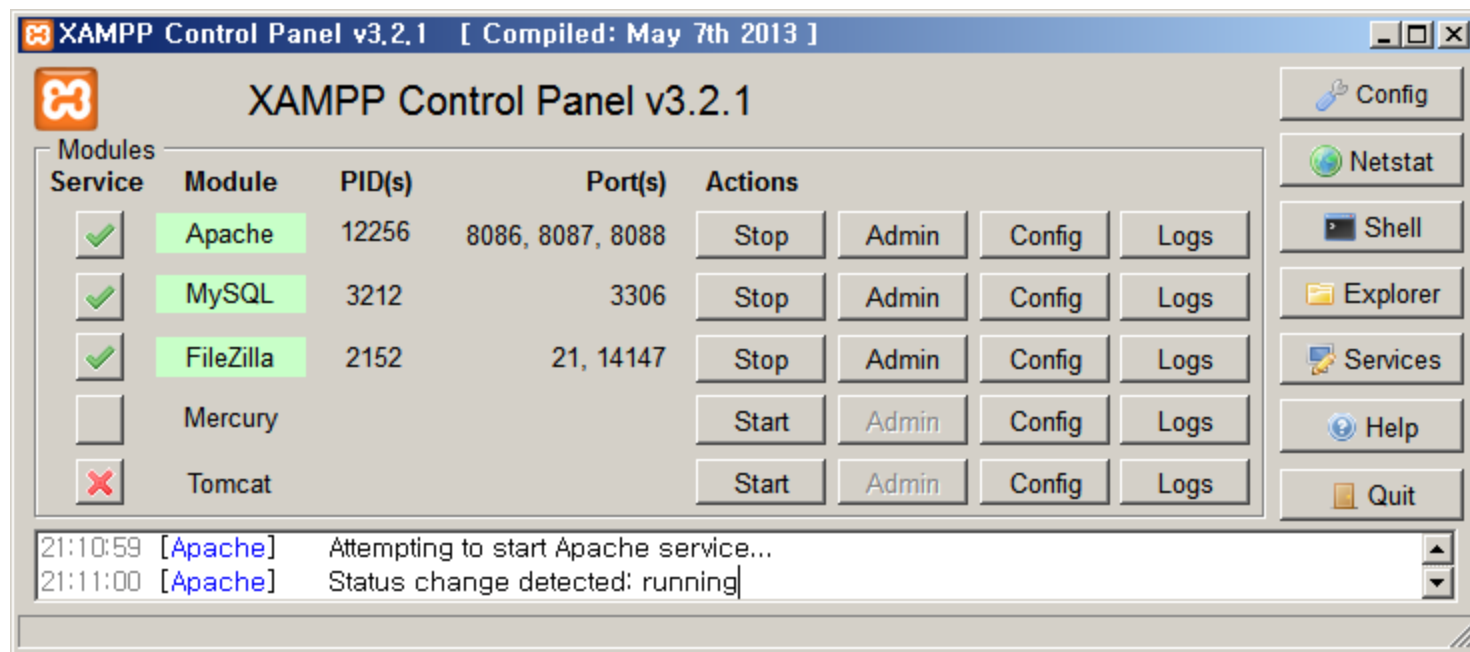 XAMPP Control Panel v3.2.1 [ Compiled: May 7th 2013 ]
XAMPP Control Panel v3.2.1
Config
Modules
Netstat
Service Module PID(s) Port(s) Actions
Apache 12256 8086, 8087, 8088 Stop Admin Config Logs
Shell
MySQL 3212 3306 Stop Admin Config Logs
Explorer
FileZilla 2152 21, 14147 Stop Admin Config Logs
Services
Mercury Start Admin Config Logs
Help
Tomcat Start Admin Config Logs
Quit
21:10:59 [Apache] Attempting to start Apache service...
21:11:00 [Apache] Status change detected: running